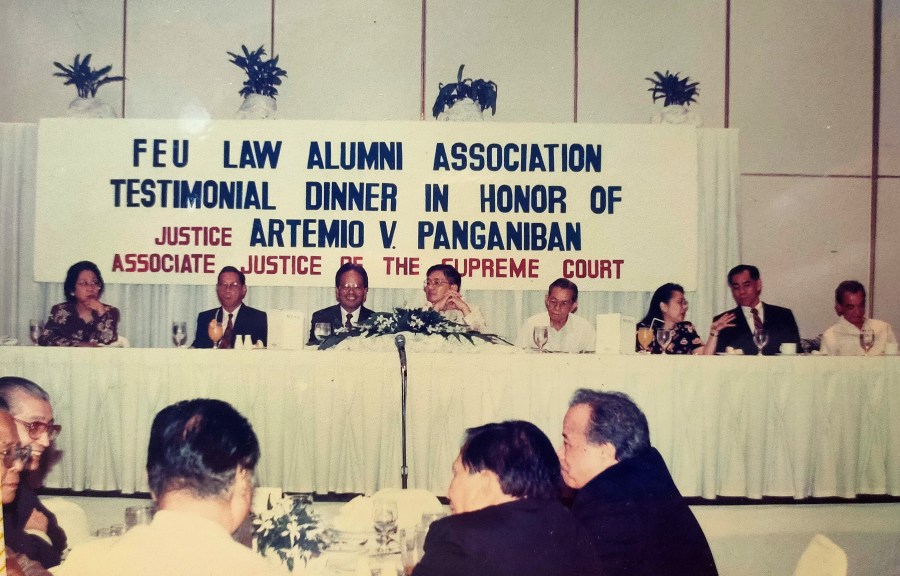 FEU LAW ALUMNI ASSOCIATION
TESTIMONIAL DINNER IN HONOR OF
JUSTICE ARTEMIO V. PANGANIBAN
ASSOCIATE JUSTICE OF THE SUPREME COURT